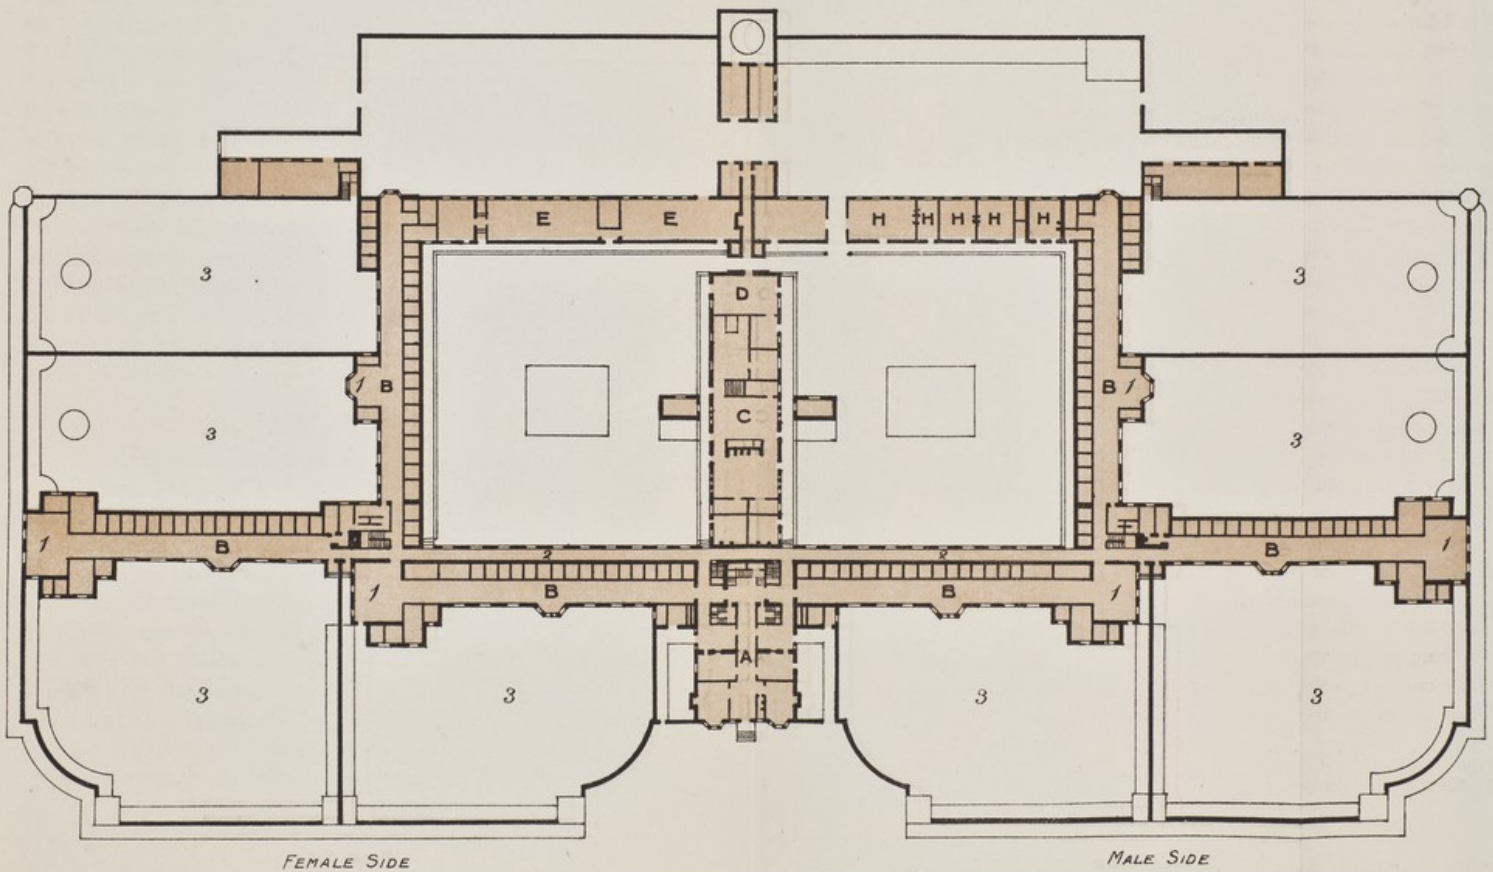 E E H H H H H
3 D 3
1 B C B 1
3 3
1 B 2 2 B 1
1 B B 1
A
3 3 3 3
FEMALE SIDE MALE SIDE